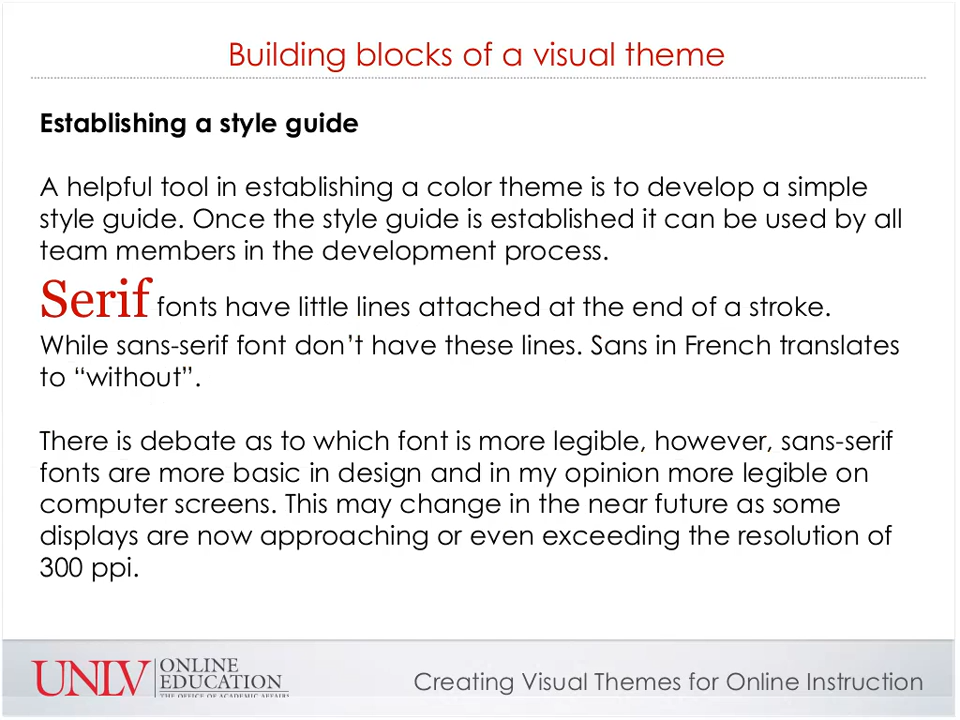 Building blocks of a visual theme
Establishing a style guide
A helpful tool in establishing a color theme is to develop a simple
style guide. Once the style guide is established it can be used by all
team members in the development process.
Serif fonts have little lines attached at the end of a stroke.
While sans-serif font don’t have these lines. Sans in French translates
to “without”.
There is debate as to which font is more legible, however, sans-serif
fonts are more basic in design and in my opinion more legible on
computer screens. This may change in the near future as some
displays are now approaching or even exceeding the resolution of
300 ppi.
UNLV ONLINE
EDUCATION
THE OFFICE OF ACADEMIC AFFAIRS
Creating Visual Themes for Online Instruction